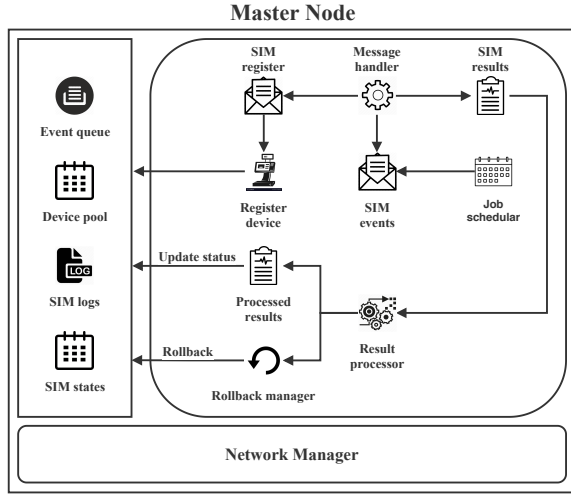 Master Node
SIM
register
Message
handler
SIM
results
Event queue
Device pool
Register
device
SIM
events
Job
schedular
Update status
LOG
SIM logs
Processed
results
Rollback
Result
processor
SIM states
Rollback manager
Network Manager